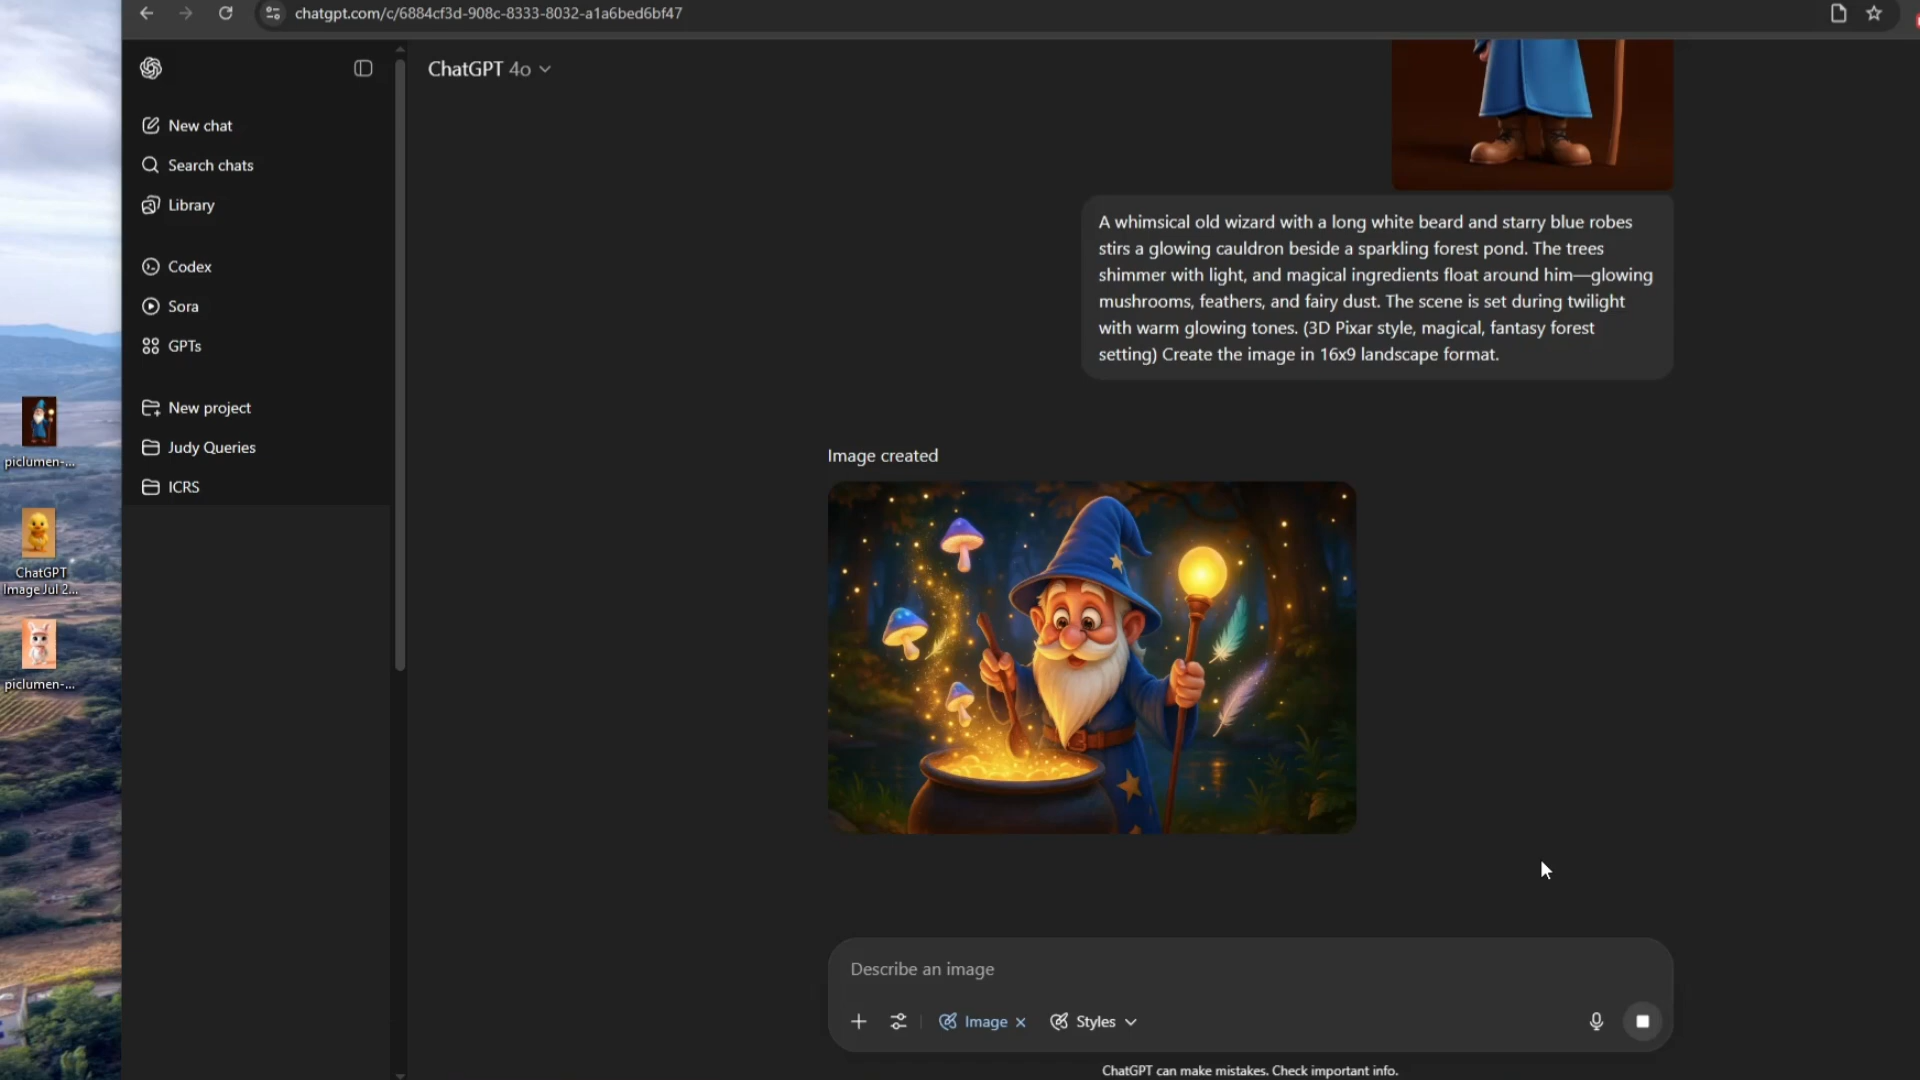 chatgpt.com/c/6884cf3d-908c-8333-8032-a1a6bed6bf47
ChatGPT 4o
New chat
Search chats
Library
Codex
Sora
GPTs
New project
Judy Queries
ICRS
piclumen-...
ChatGPT
Image Jul 2...
piclumen-...
A whimsical old wizard with a long white beard and starry blue robes
stirs a glowing cauldron beside a sparkling forest pond. The trees
shimmer with light, and magical ingredients float around him—glowing
mushrooms, feathers, and fairy dust. The scene is set during twilight
with warm glowing tones. (3D Pixar style, magical, fantasy forest
setting) Create the image in 16x9 landscape format.
Image created
Describe an image
Image
Styles
ChatGPT can make mistakes. Check important info.